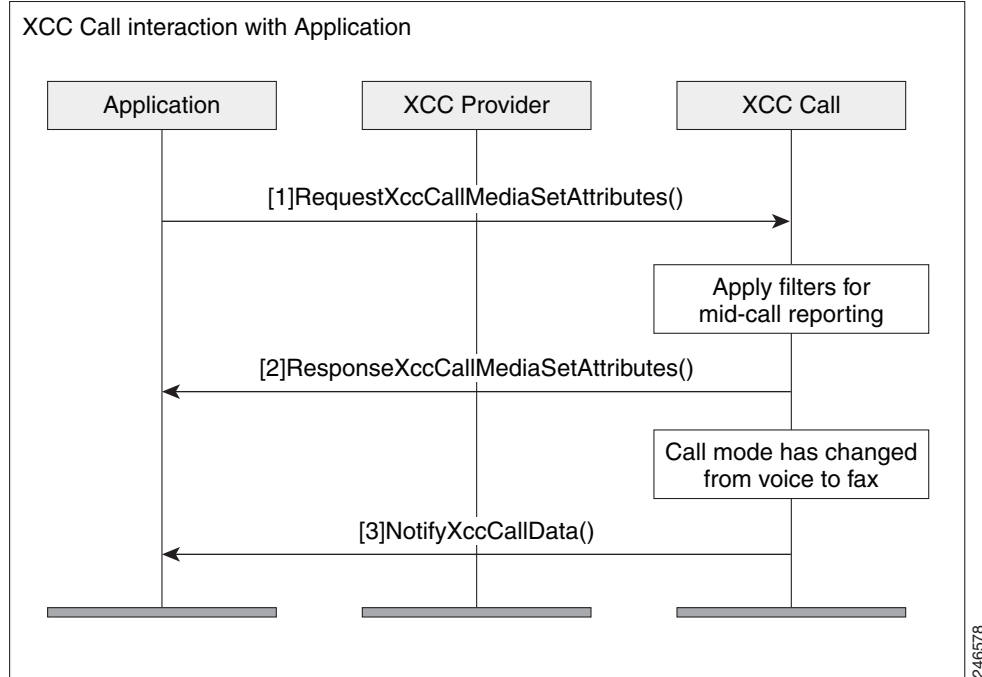 XCC Call interaction with Application
Application
XCC Provider
XCC Call
[1]RequestXccCallMediaSetAttributes()
Apply filters for
mid-call reporting
[2]ResponseXccCallMediaSetAttributes()
Call mode has changed
from voice to fax
[3]NotifyXccCallData()
246578